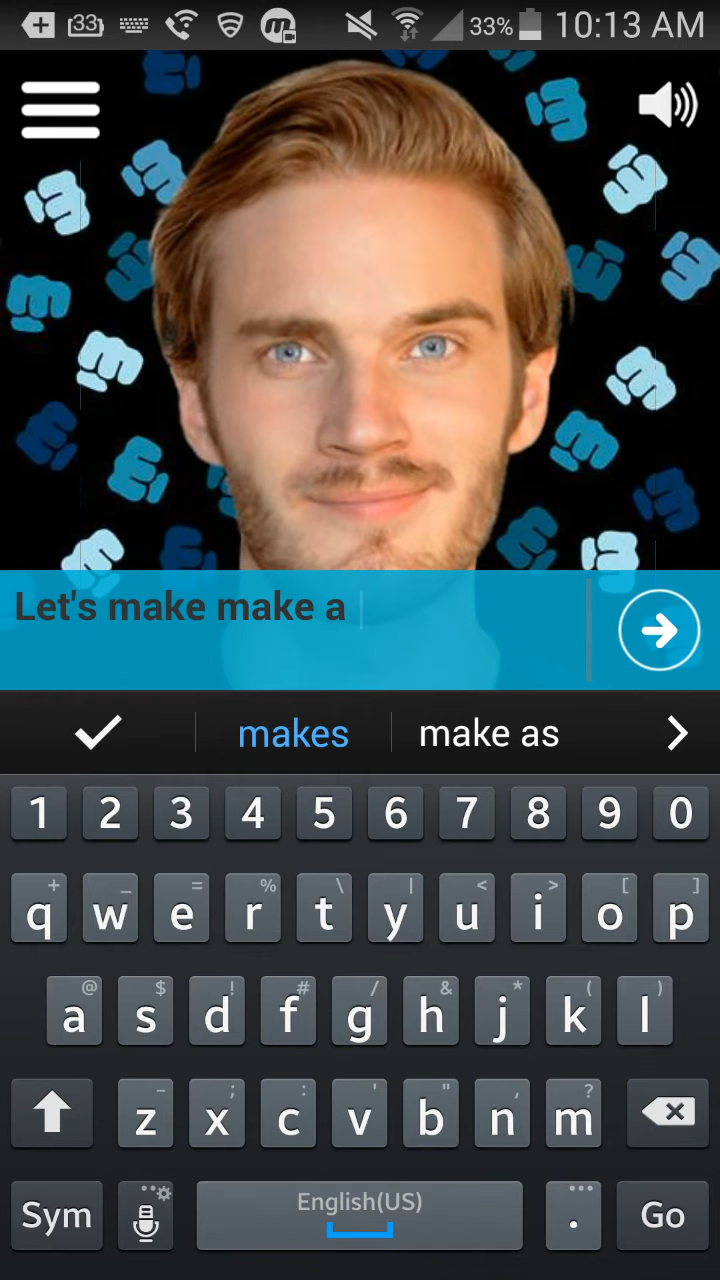 33 33% 10:13 AM
Let's make make a
makes make as
1 2 3 4 5 6 7 8 9 0
+ _ = % \ | < > [ ]
q w e r t y u i o p
@ $ ! # / & * ( )
a s d f g h j k l
- ; : ' " , ?
z x c v b n m
English(US)
Sym . Go